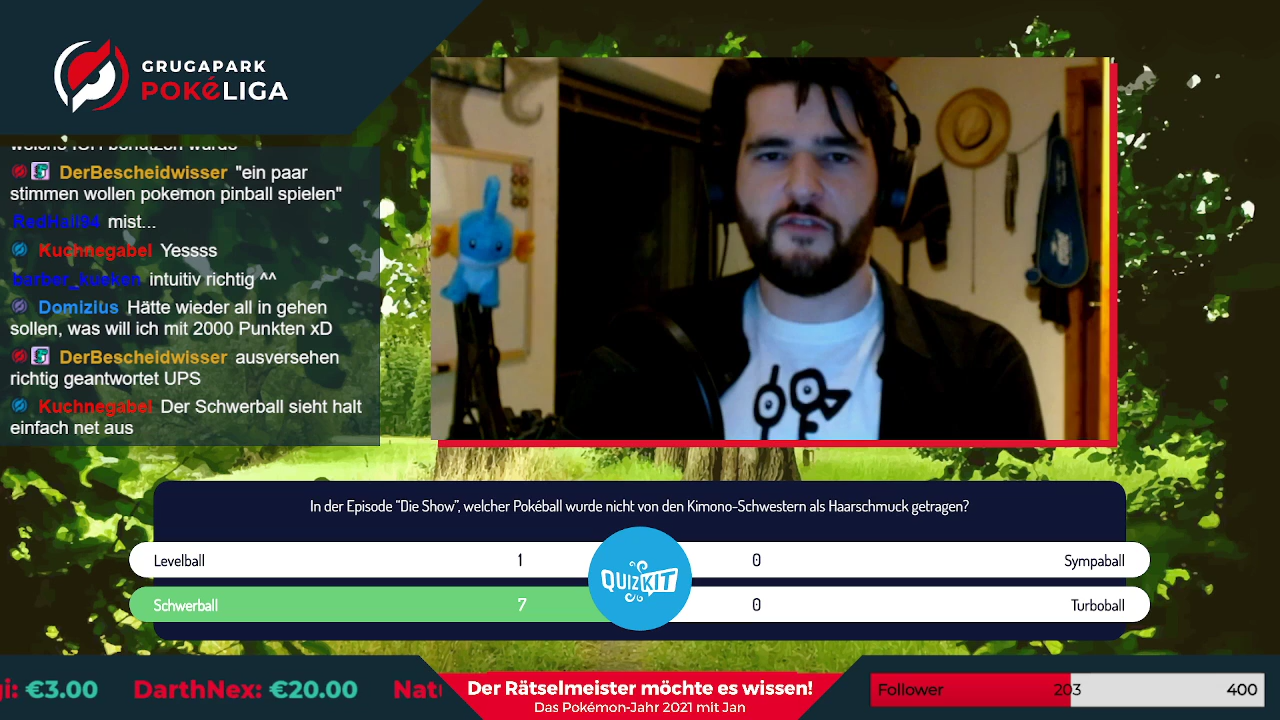 GRUGAPARK
POKéLIGA
DerBescheidwisser "ein paar
stimmen wollen pokemon pinball spielen"
RedHail94 mist...
Kuchnegabel Yessss
barber_kueken intuitiv richtig ^^
Domizius Hätte wieder all in gehen
sollen, was will ich mit 2000 Punkten xD
DerBescheidwisser ausversehen
richtig geantwortet UPS
Kuchnegabel Der Schwerball sieht halt
einfach net aus
In der Episode "Die Show", welcher Pokéball wurde nicht von den Kimono-Schwestern als Haarschmuck getragen?
Levelball 1
0 Sympaball
Schwerball 7
0 Turboball
QUIZKIT
gi: €3.00 DarthNex: €20.00 Natu
Der Rätselmeister möchte es wissen!
Das Pokémon-Jahr 2021 mit Jan
Follower 203 400